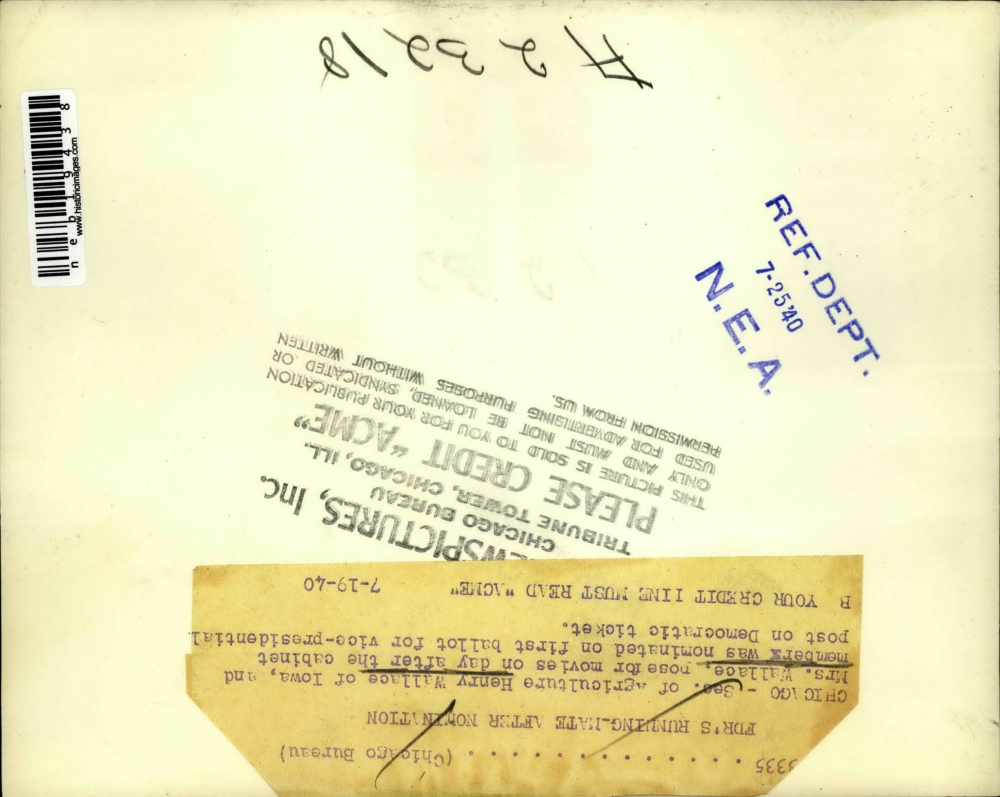 #23218
neb19438
www.historicimages.com
REF. DEPT.
7-25'40
N. E. A.
EWSPICTURES, Inc.
CHICAGO BUREAU
TRIBUNE TOWER, CHICAGO, ILL.
PLEASE CREDIT "ACME"
THIS PICTURE IS SOLD TO YOU FOR YOUR PUBLICATION
ONLY AND MUST NOT BE LOANED, SYNDICATED OR
USED FOR ADVERTISING PURPOSES WITHOUT WRITTEN
PERMISSION FROM US.
3335 . . . . . . . . . . . . . . . (Chicago Bureau)
FDR'S RUNNING-MATE AFTER NOMINATION
CHICAGO - Sec. of Agriculture Henry Wallace of Iowa, and
Mrs. Wallace pose for movies on day after the cabinet
member was nominated on first ballot for vice-presidential
post on Democratic ticket.
B YOUR CREDIT LINE MUST READ "ACME" 7-19-40